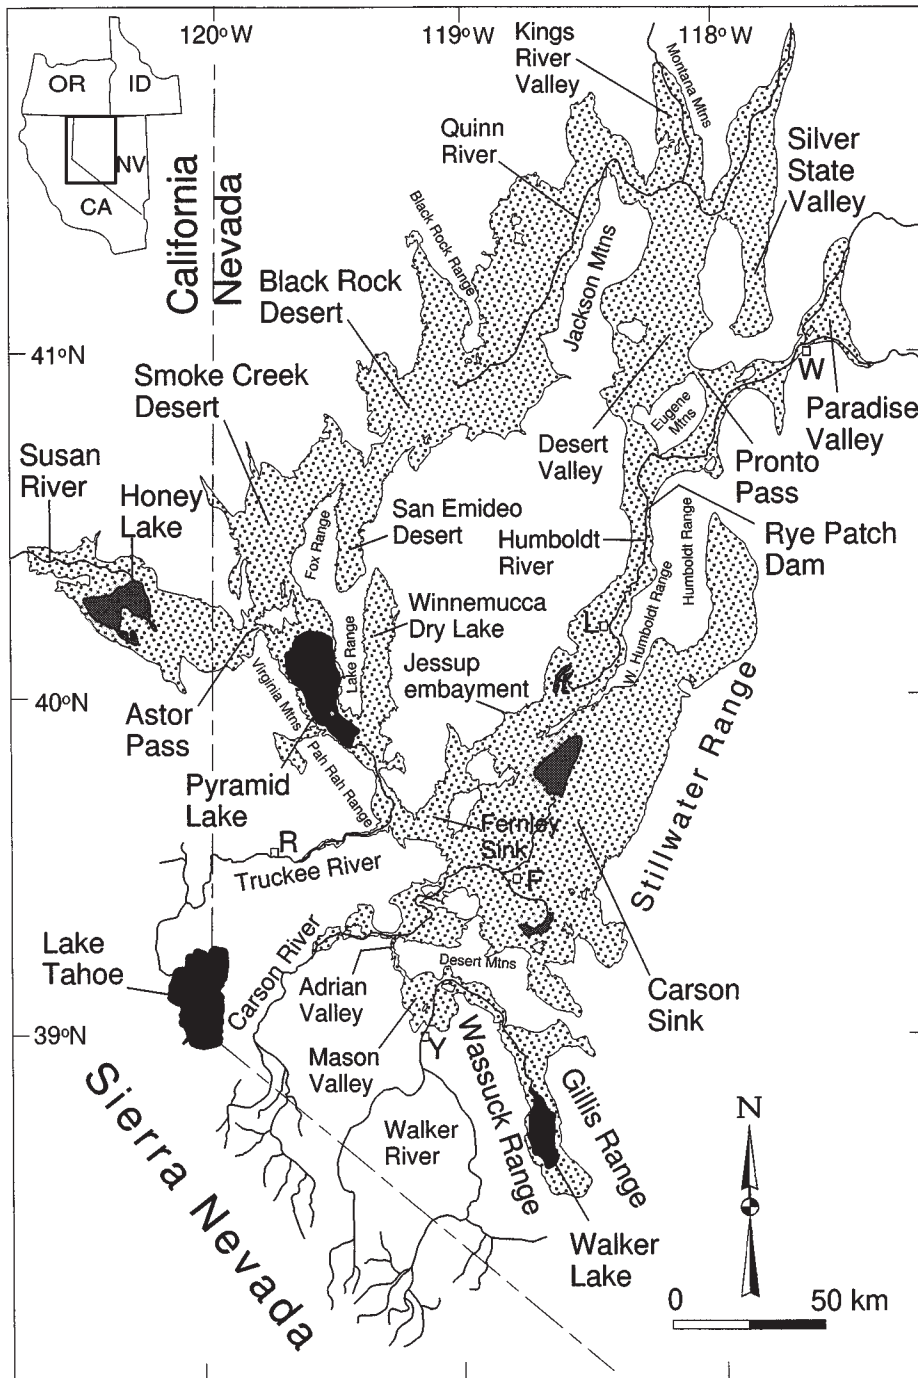 120°W
119°W
118°W
OR
ID
NV
CA
California
Nevada
Kings
River
Valley
Montana Mtns
Quinn
River
Silver
State
Valley
Black Rock Range
Jackson Mtns
Black Rock
Desert
41°N
Smoke Creek
Desert
W
Eugene
Mtns
Paradise
Valley
Desert
Valley
Pronto
Pass
Susan
River
Honey
Lake
San Emideo
Desert
Fox Range
Humboldt
River
Rye Patch
Dam
Humboldt Range
W Humboldt Range
Winnemucca
Dry Lake
Lake Range
L
Jessup
embayment
Virginia Mtns
40°N
Astor
Pass
Pah Rah Range
Pyramid
Lake
Stillwater Range
Fernley
Sink
R
Truckee River
F
Lake
Tahoe
Carson River
Adrian
Valley
Desert Mtns
Carson
Sink
39°N
Mason
Valley
Y
Wassuck Range
Gillis Range
Sierra Nevada
Walker
River
N
Walker
Lake
0
50 km